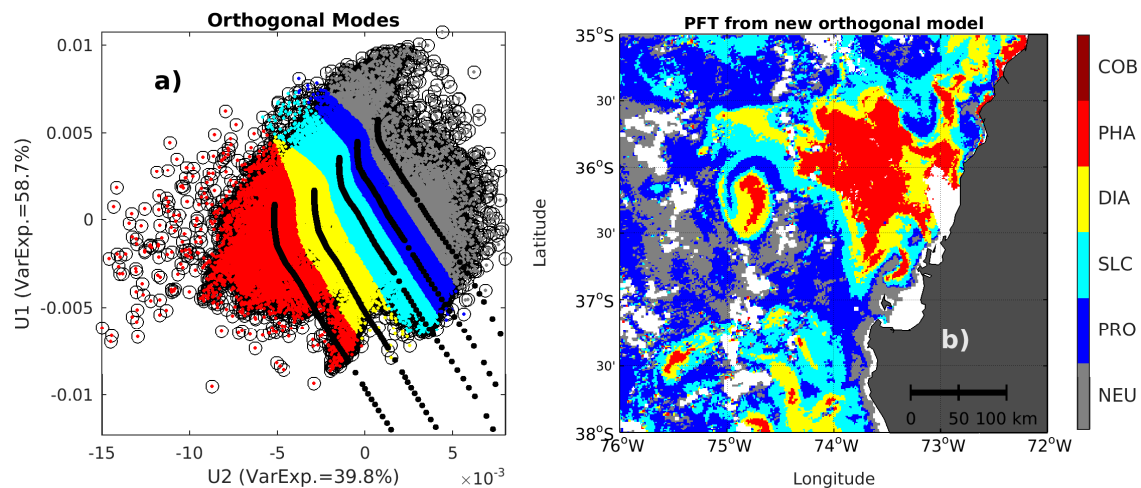 Orthogonal Modes
a)
0.01
0.005
0
-0.005
-0.01
U1 (VarExp.=58.7%)
-15
-10
-5
0
5
U2 (VarExp.=39.8%)
×10⁻³
PFT from new orthogonal model
35°S
30'
36°S
30'
37°S
30'
38°S
Latitude
76°W
75°W
74°W
73°W
72°W
Longitude
b)
0 50 100 km
COB
PHA
DIA
SLC
PRO
NEU